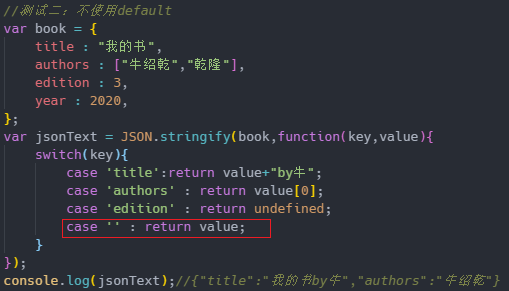 //测试二：不使用default
var book = {
    title : "我的书",
    authors : ["牛绍乾","乾隆"],
    edition : 3,
    year : 2020,
};
var jsonText = JSON.stringify(book,function(key,value){
    switch(key){
        case 'title':return value+"by牛";
        case 'authors' : return value[0];
        case 'edition' : return undefined;
        case '' : return value;
    }
});
console.log(jsonText);//{"title":"我的书by牛","authors":"牛绍乾"}